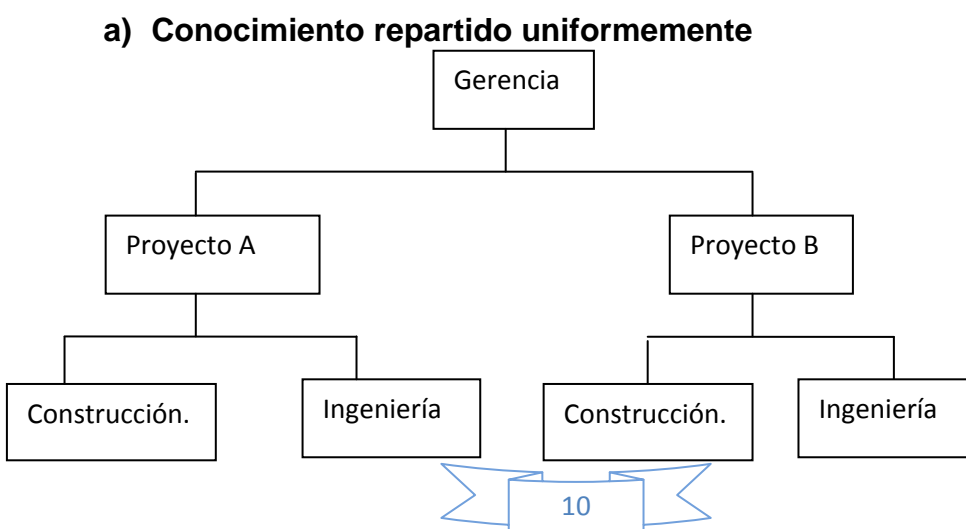 a) Conocimiento repartido uniformemente
Gerencia
Proyecto A
Proyecto B
Construcción.
Ingeniería
Construcción.
Ingeniería
10